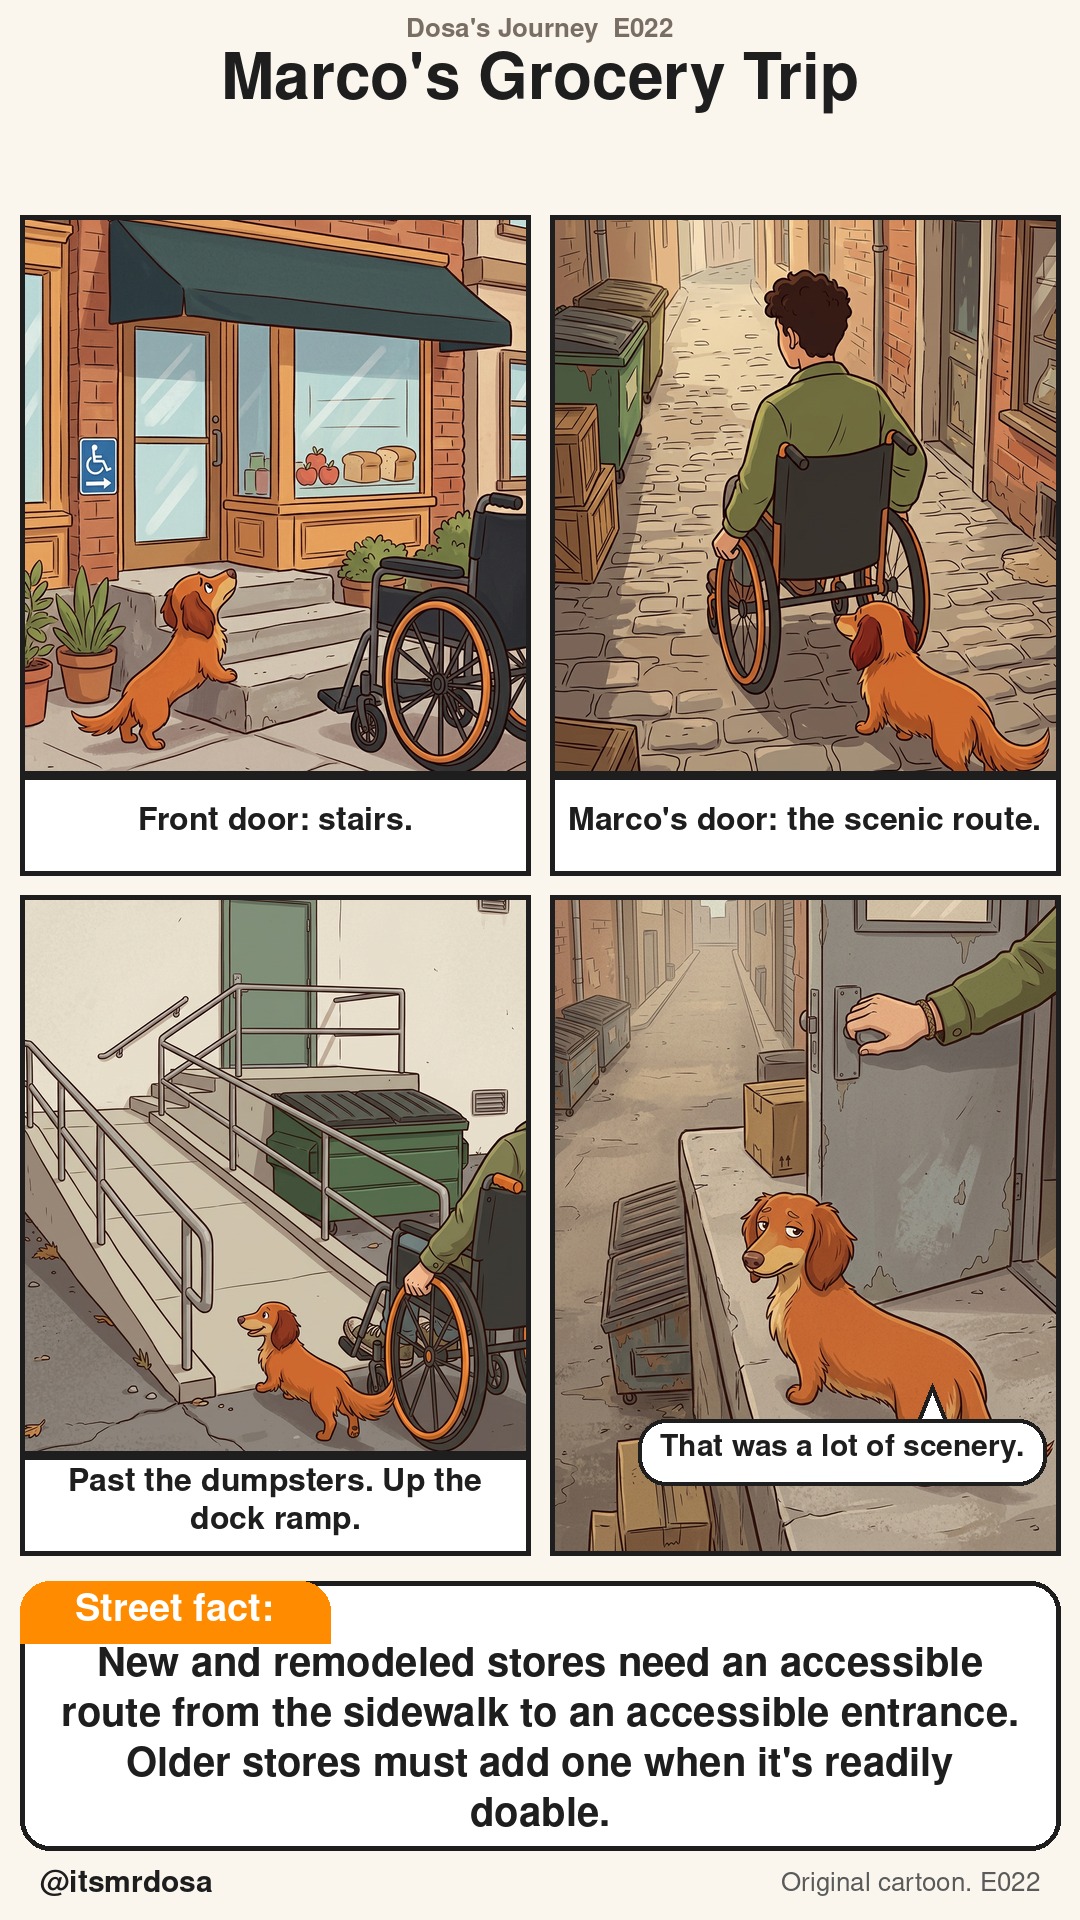 Dosa's Journey  E022
Marco's Grocery Trip
Front door: stairs.
Marco's door: the scenic route.
Past the dumpsters. Up the
dock ramp.
That was a lot of scenery.
Street fact:
New and remodeled stores need an accessible
route from the sidewalk to an accessible entrance.
Older stores must add one when it's readily
doable.
@itsmrdosa
Original cartoon. E022